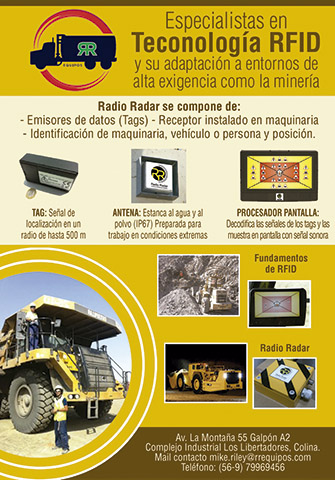 RR
EQUIPOS
Especialistas en
Teconología RFID
y su adaptación a entornos de
alta exigencia como la minería
Radio Radar se compone de:
- Emisores de datos (Tags) - Receptor instalado en maquinaria
- Identificación de maquinaria, vehículo o persona y posición.
Radio Radar
TAG: Señal de
localización en un
radio de hasta 500 m
ANTENA: Estanca al agua y al
polvo (IP67) Preparada para
trabajo en condiciones extremas
PROCESADOR PANTALLA:
Decodifica las señales de los tags y las
muestra en pantalla con señal sonora
Fundamentos
de RFID
Radio Radar
Av. La Montaña 55 Galpón A2
Complejo Industrial Los Libertadores, Colina.
Mail contacto mike.riley@rrequipos.com
Teléfono: (56-9) 79969456